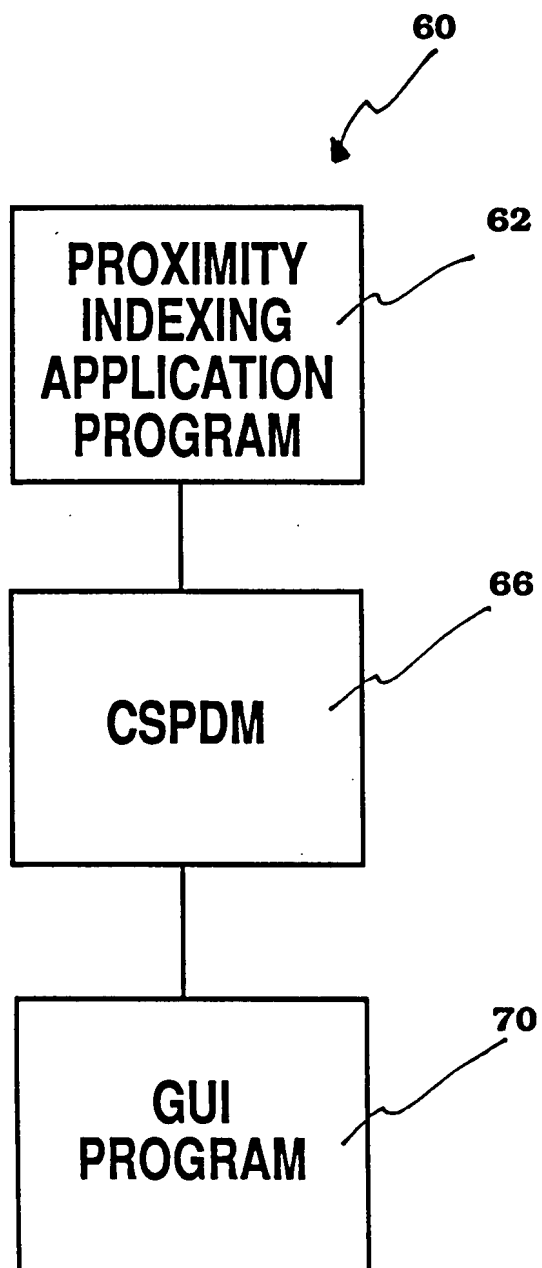 60
62
PROXIMITY
INDEXING
APPLICATION
PROGRAM
66
CSPDM
70
GUI
PROGRAM